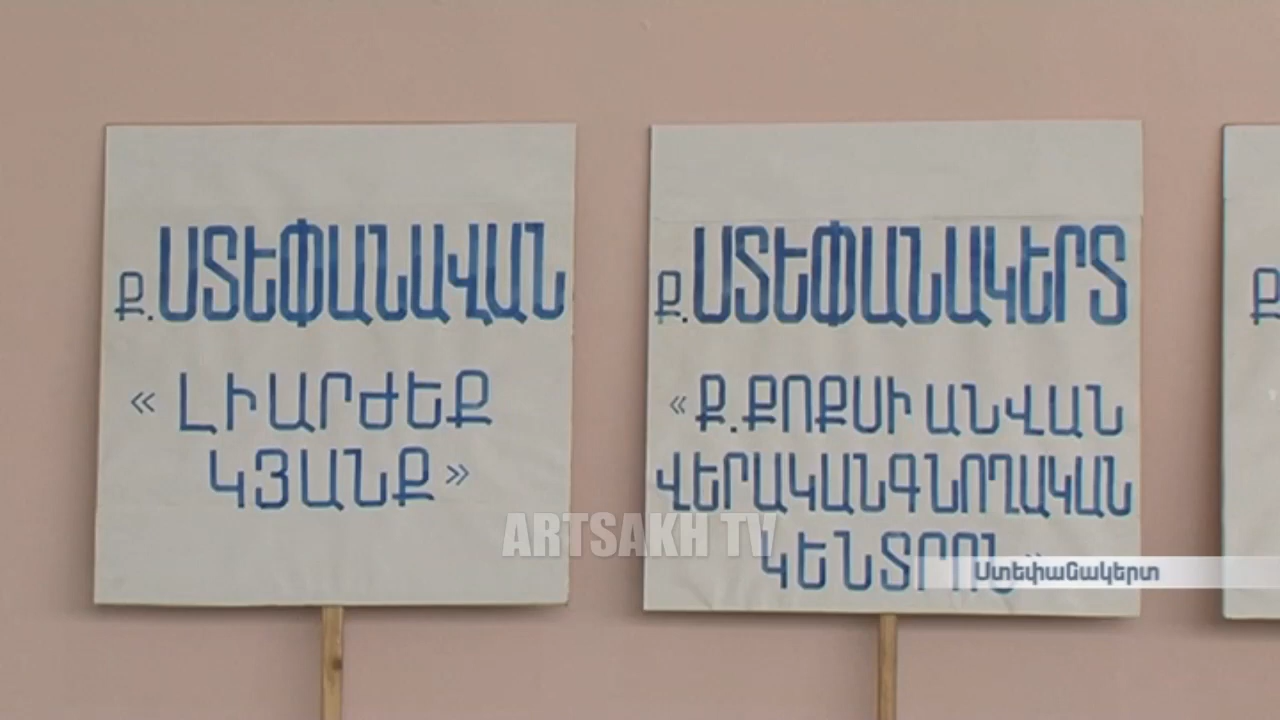 ք. ՍՏԵՓԱՆԱՎԱՆ
« ԼԻԱՐԺԵՔ
ԿՅԱՆՔ »
ք. ՍՏԵՓԱՆԱԿԵՐՏ
« Ք. ՔՈՔՍԻ ԱՆՎԱՆ
ՎԵՐԱԿԱՆԳՆՈՂԱԿԱՆ
ԿԵՆՏՐՈՆ »
Ք
ARTSAKH TV
Ստեփանակերտ